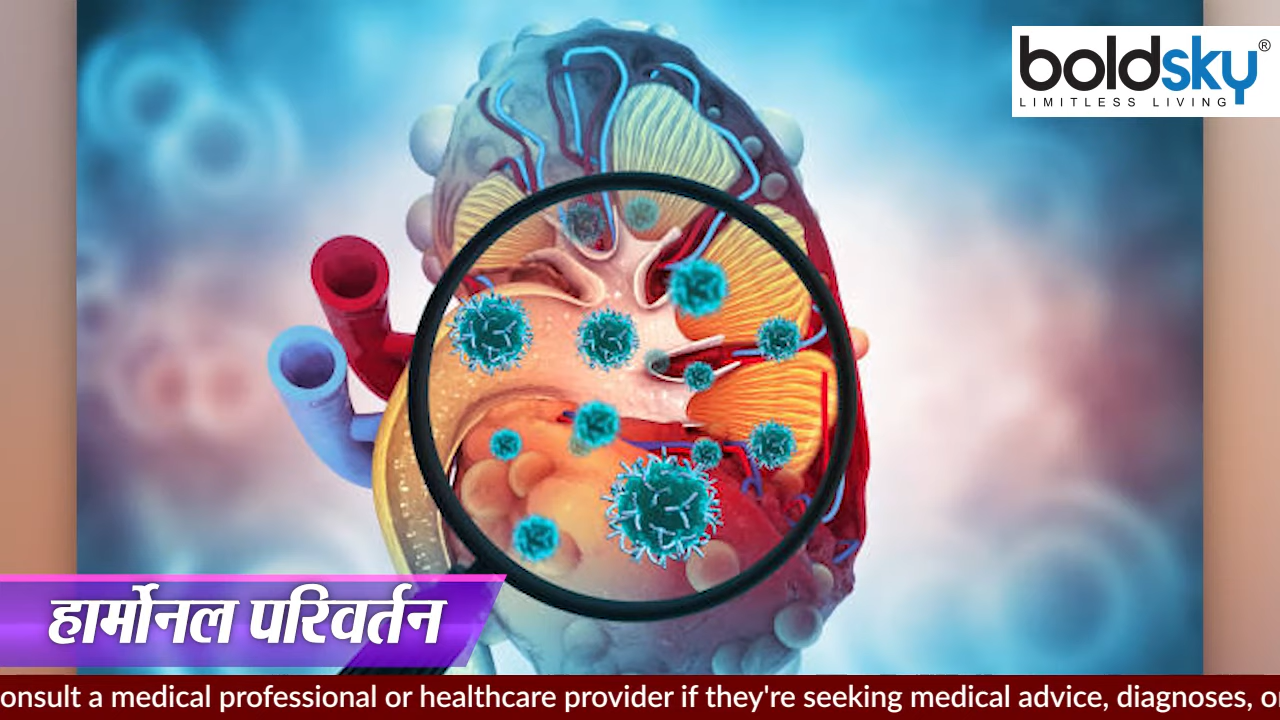 boldsky®
LIMITLESS LIVING
हार्मोनल परिवर्तन
onsult a medical professional or healthcare provider if they're seeking medical advice, diagnoses, o